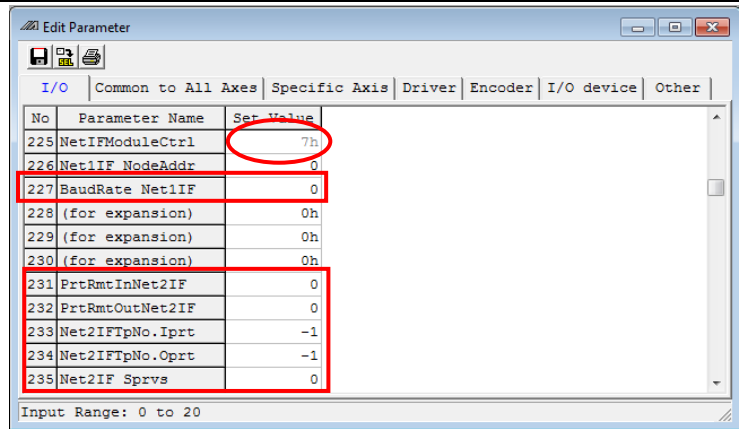 Edit Parameter
SEL
I/O Common to All Axes Specific Axis Driver Encoder I/O device Other
No Parameter Name Set Value
225 NetIFModuleCtrl 7h
226 Net1IF NodeAddr 0
227 BaudRate Net1IF 0
228 (for expansion) 0h
229 (for expansion) 0h
230 (for expansion) 0h
231 PrtRmtInNet2IF 0
232 PrtRmtOutNet2IF 0
233 Net2IFTpNo.Iprt -1
234 Net2IFTpNo.Oprt -1
235 Net2IF Sprvs 0
Input Range: 0 to 20